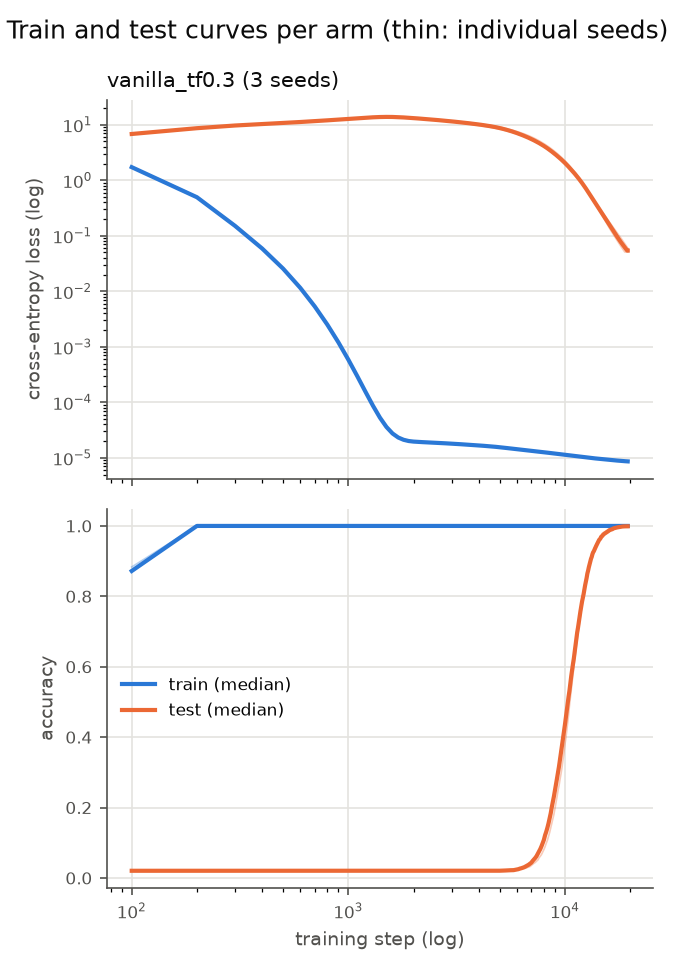 Train and test curves per arm (thin: individual seeds)
vanilla_tf0.3 (3 seeds)
cross-entropy loss (log)
10¹
10⁰
10⁻¹
10⁻²
10⁻³
10⁻⁴
10⁻⁵
accuracy
1.0
0.8
0.6
0.4
0.2
0.0
train (median)
test (median)
10² 10³ 10⁴
training step (log)